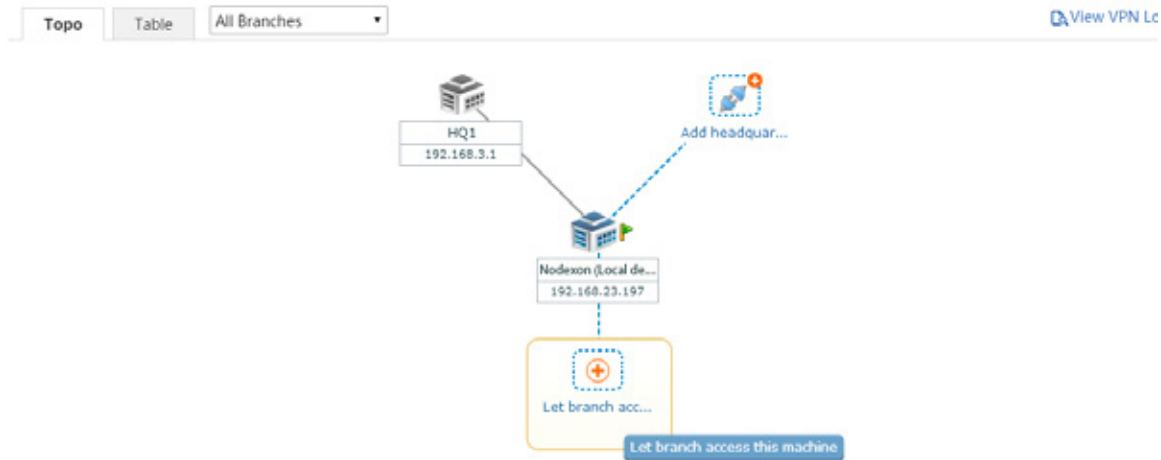 Topo
Table
All Branches
View VPN Lo
HQ1
192.168.3.1
Add headquar...
Nodexon (Local de...
192.168.23.197
Let branch acc...
Let branch access this machine